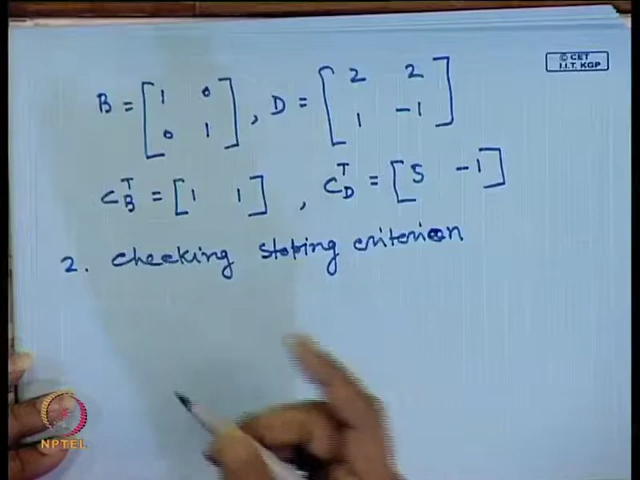 © CET
I.I.T. KGP
B = [1 0
0 1], D = [2 2
1 -1]
C_B^T = [1 1], C_D^T = [5 -1]
2. checking stoping criterion
NPTEL